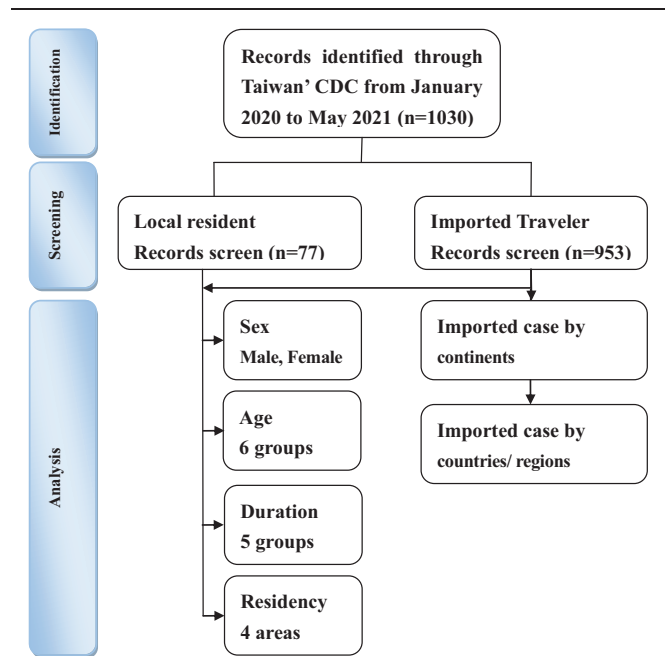 Identification
Records identified through
Taiwan' CDC from January
2020 to May 2021 (n=1030)
Screening
Local resident
Records screen (n=77)
Imported Traveler
Records screen (n=953)
Analysis
Sex
Male, Female
Age
6 groups
Duration
5 groups
Residency
4 areas
Imported case by
continents
Imported case by
countries/ regions